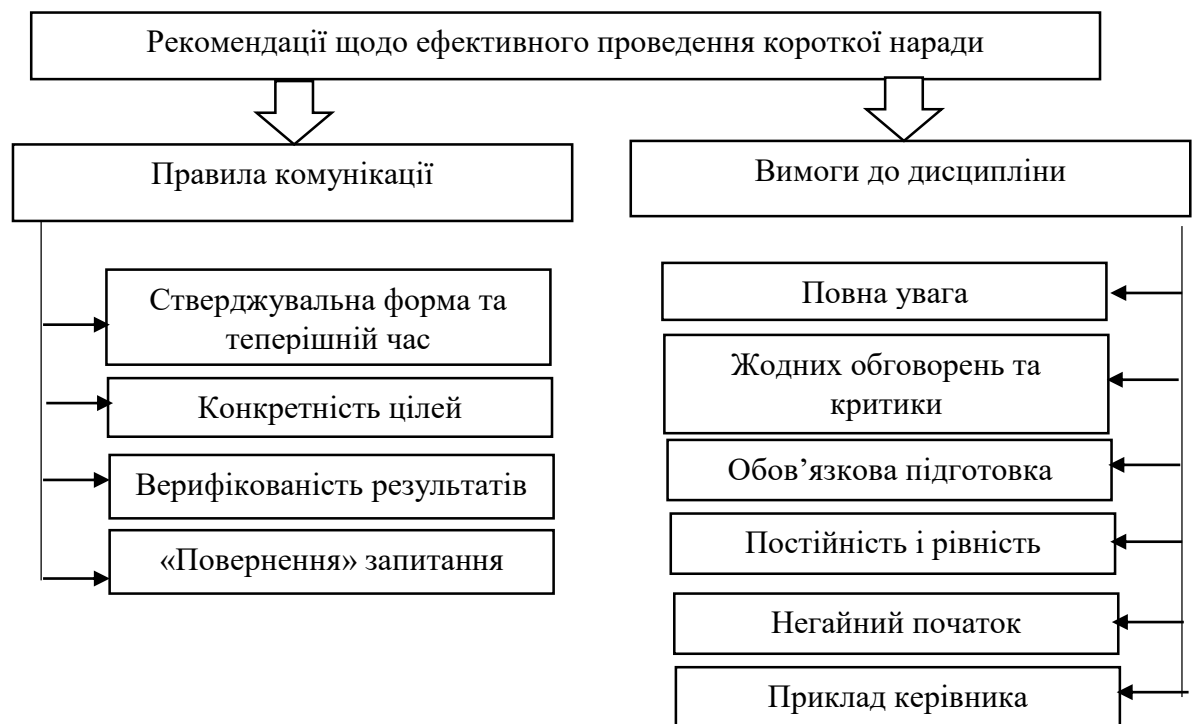 Рекомендації щодо ефективного проведення короткої наради
Правила комунікації
Стверджувальна форма та
теперішній час
Конкретність цілей
Верифікованість результатів
«Повернення» запитання
Вимоги до дисципліни
Повна увага
Жодних обговорень та
критики
Обов’язкова підготовка
Постійність і рівність
Негайний початок
Приклад керівника